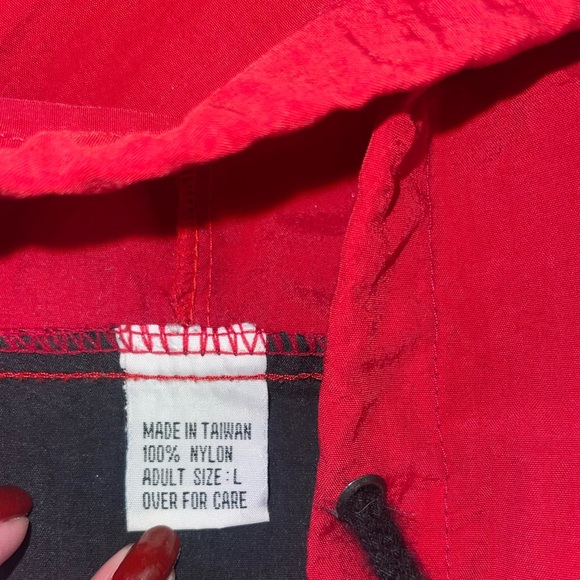 MADE IN TAIWAN
100% NYLON
ADULT SIZE: L
OVER FOR CARE